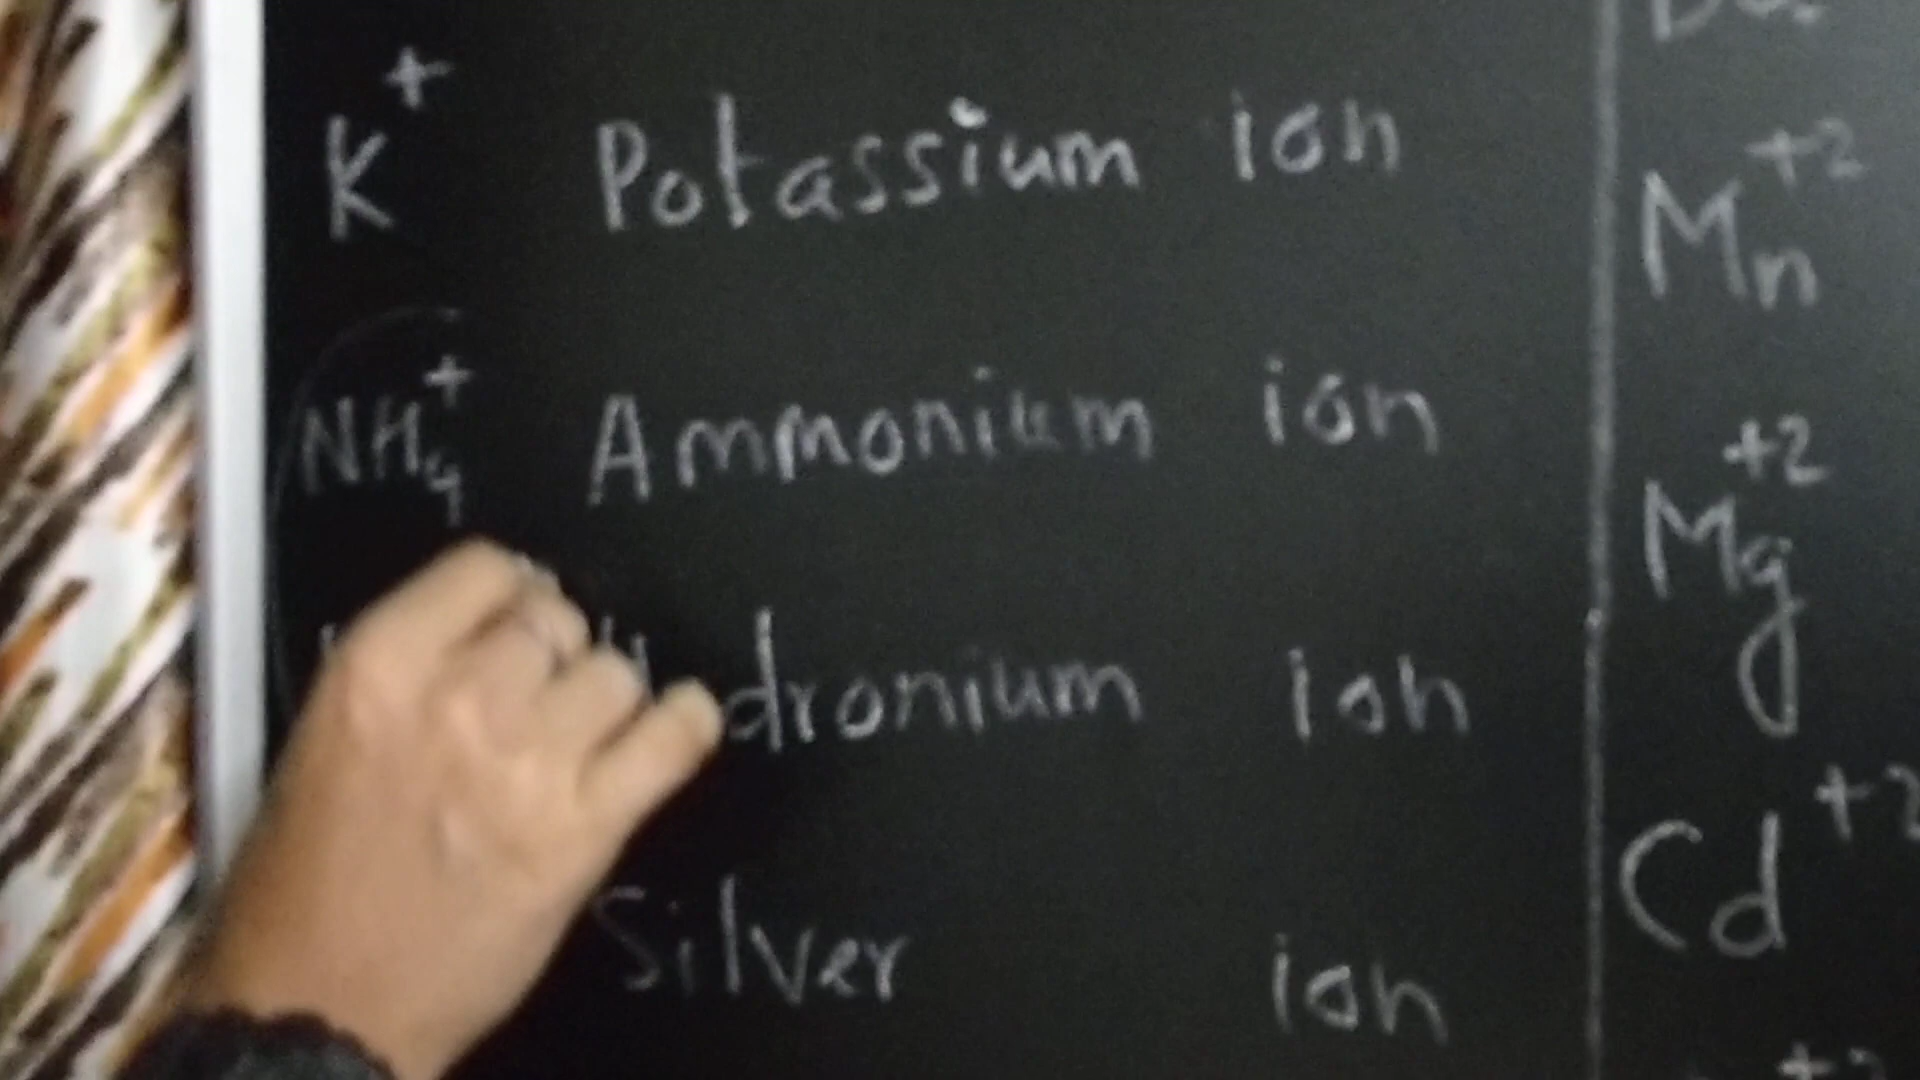 K⁺ Potassium ion
NH₄⁺ Ammonium ion
dronium ion
Silver ion
Mn⁺²
Mg⁺²
Cd⁺²